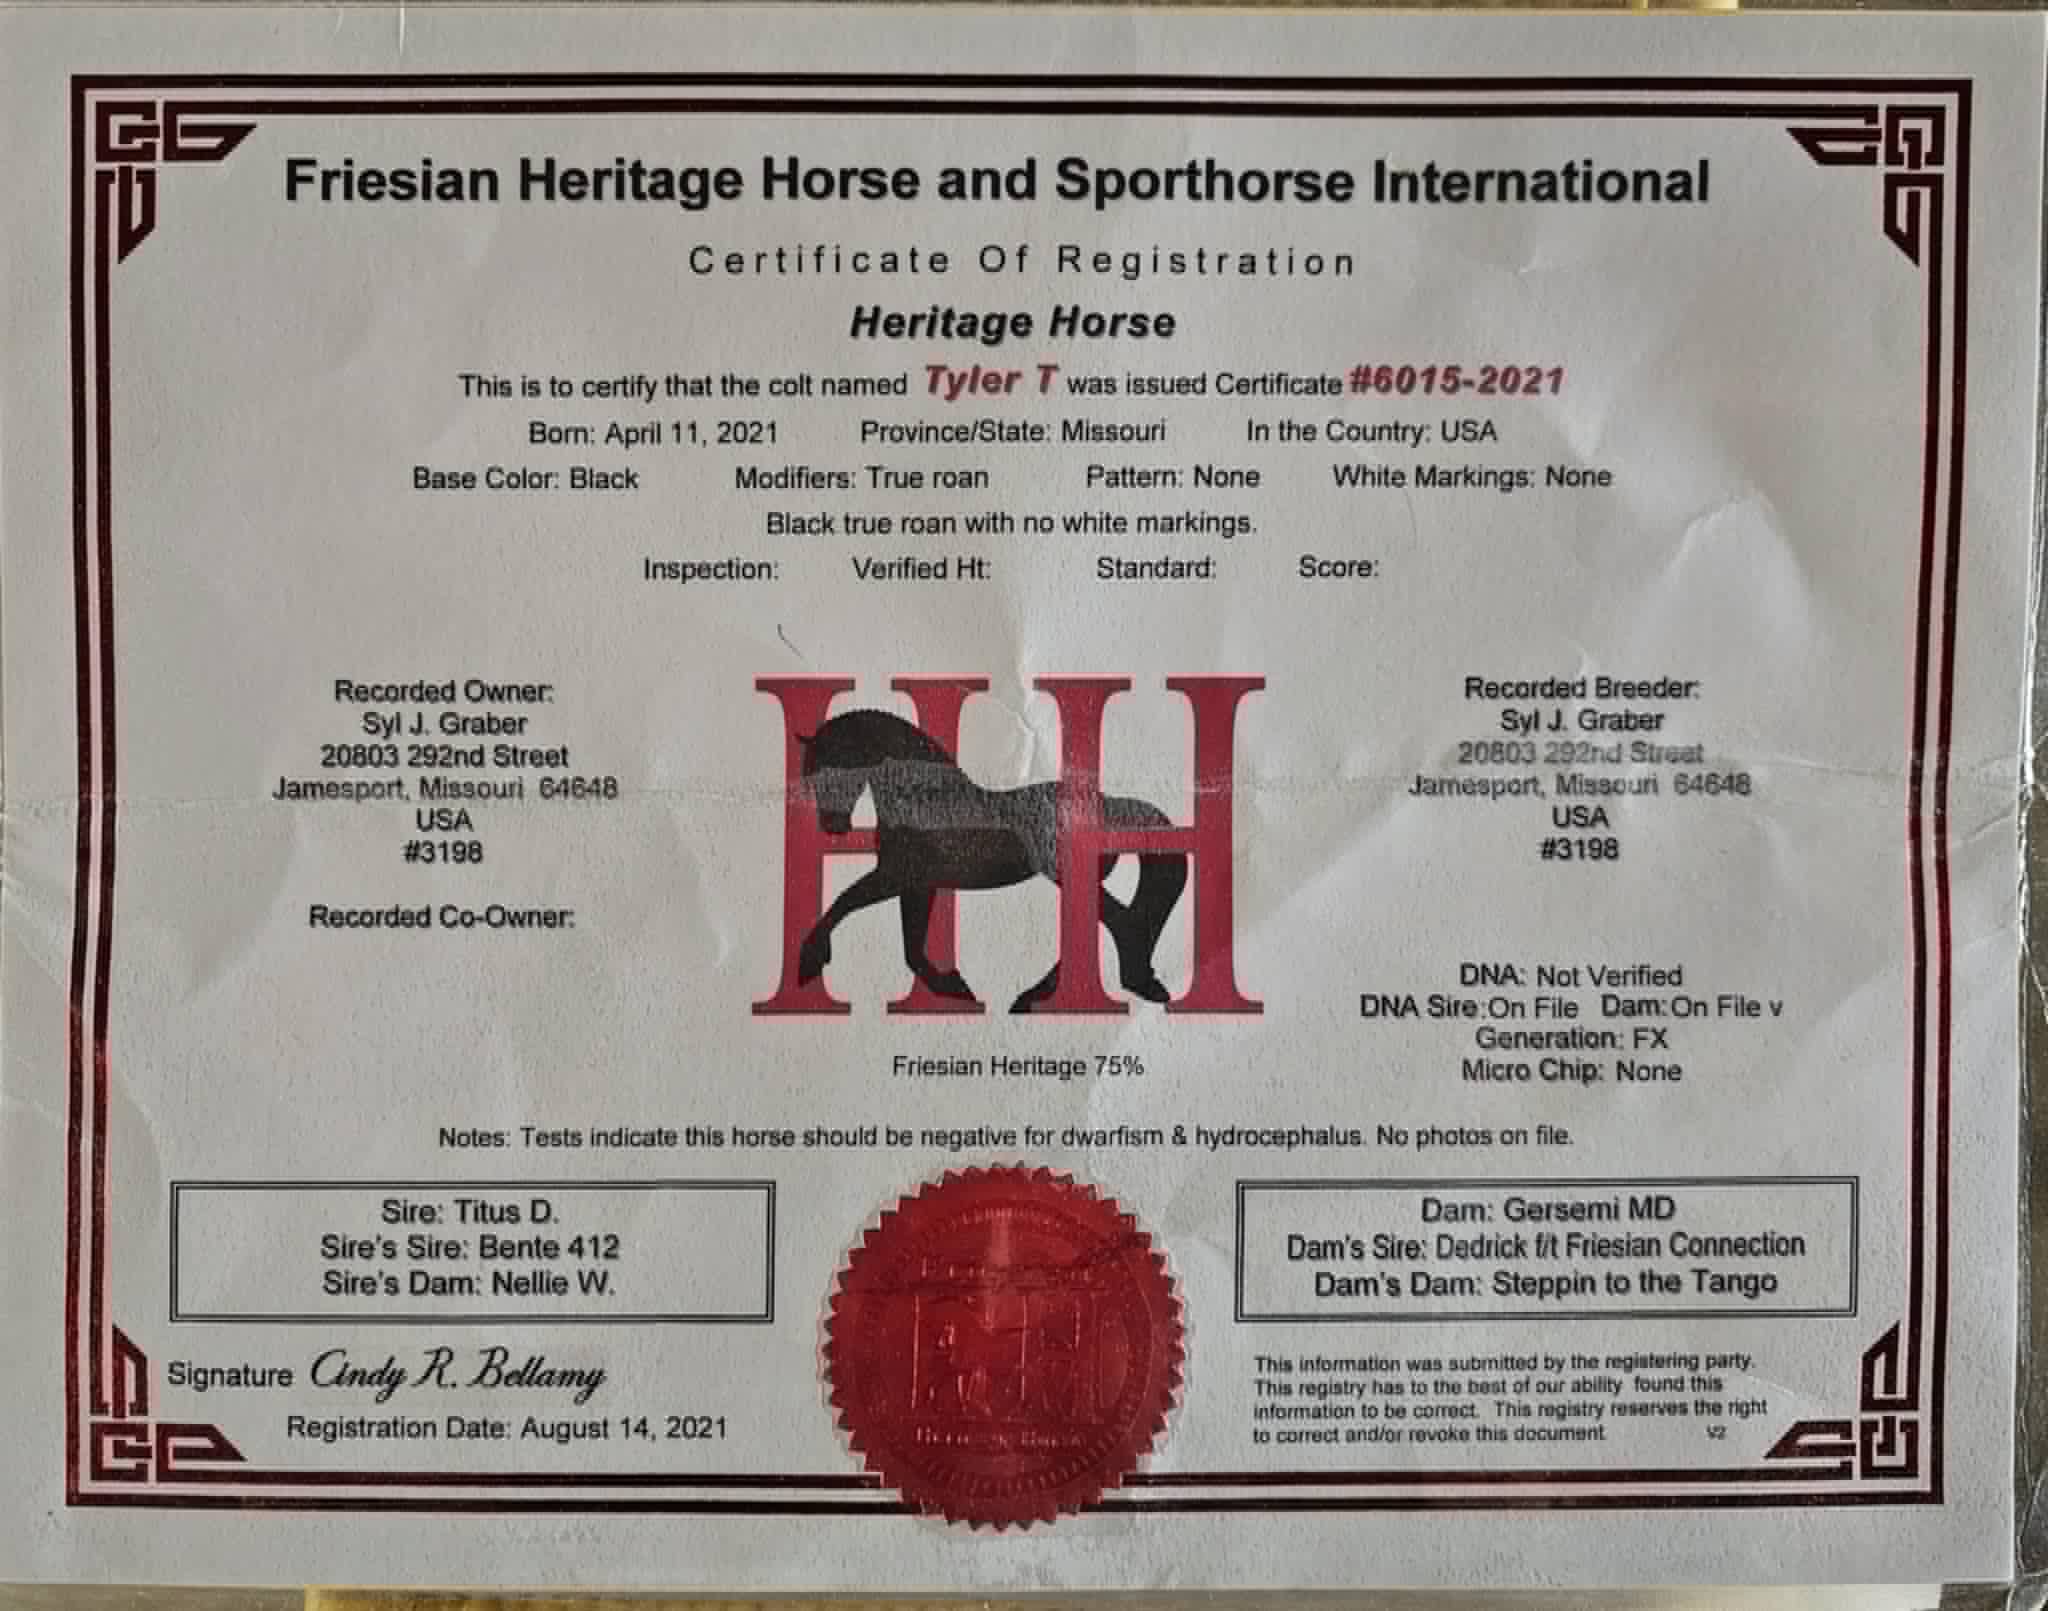 Friesian Heritage Horse and Sporthorse International
Certificate Of Registration
Heritage Horse
This is to certify that the colt named Tyler T was issued Certificate #6015-2021
Born: April 11, 2021 Province/State: Missouri In the Country: USA
Base Color: Black Modifiers: True roan Pattern: None White Markings: None
Black true roan with no white markings.
Inspection: Verified Ht: Standard: Score:
Recorded Owner:
Syl J. Graber
20803 292nd Street
Jamesport, Missouri 64648
USA
#3198
Recorded Co-Owner:
HH
Recorded Breeder:
Syl J. Graber
20803 292nd Street
Jamesport, Missouri 64648
USA
#3198
DNA: Not Verified
DNA Sire:On File Dam:On File v
Generation: FX
Micro Chip: None
Friesian Heritage 75%
Notes: Tests indicate this horse should be negative for dwarfism & hydrocephalus. No photos on file.
Sire: Titus D.
Sire's Sire: Bente 412
Sire's Dam: Nellie W.
Dam: Gersemi MD
Dam's Sire: Dedrick f/t Friesian Connection
Dam's Dam: Steppin to the Tango
Signature Cindy R. Bellamy
Registration Date: August 14, 2021
HH
Heritage Horse
This information was submitted by the registering party.
This registry has to the best of our ability found this
information to be correct. This registry reserves the right
to correct and/or revoke this document. V2